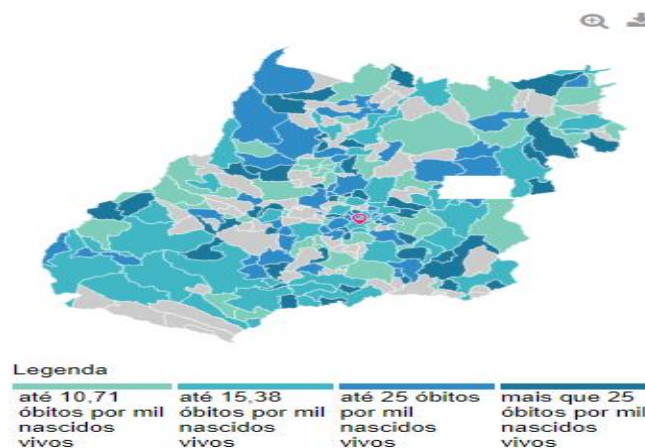 Legenda
até 10,71 óbitos por mil nascidos vivos
até 15,38 óbitos por mil nascidos vivos
até 25 óbitos por mil nascidos vivos
mais que 25 óbitos por mil nascidos vivos